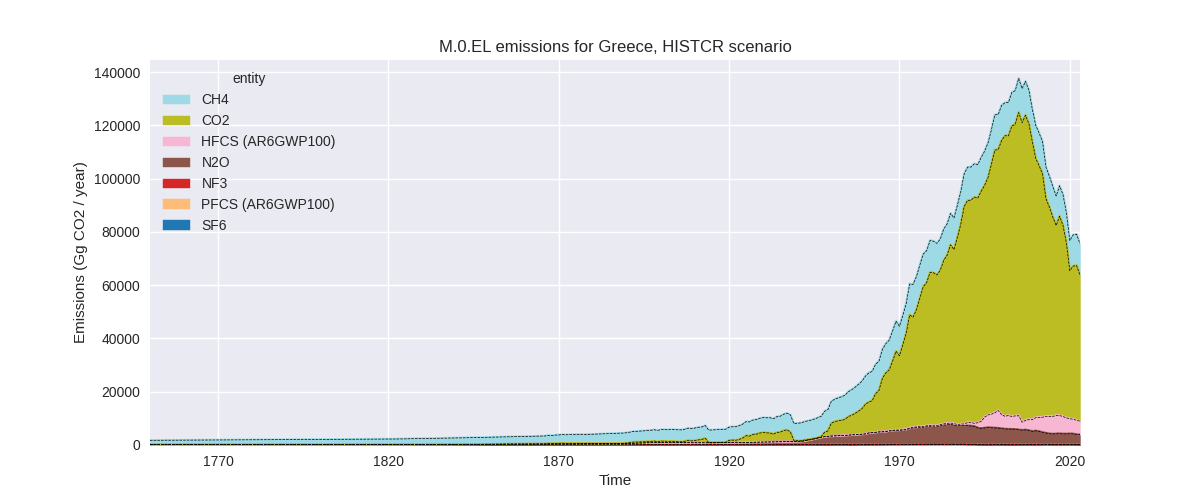 M.0.EL emissions for Greece, HISTCR scenario
Emissions (Gg CO2 / year)
140000
120000
100000
80000
60000
40000
20000
0
entity
CH4
CO2
HFCS (AR6GWP100)
N2O
NF3
PFCS (AR6GWP100)
SF6
1770 1820 1870 1920 1970 2020
Time